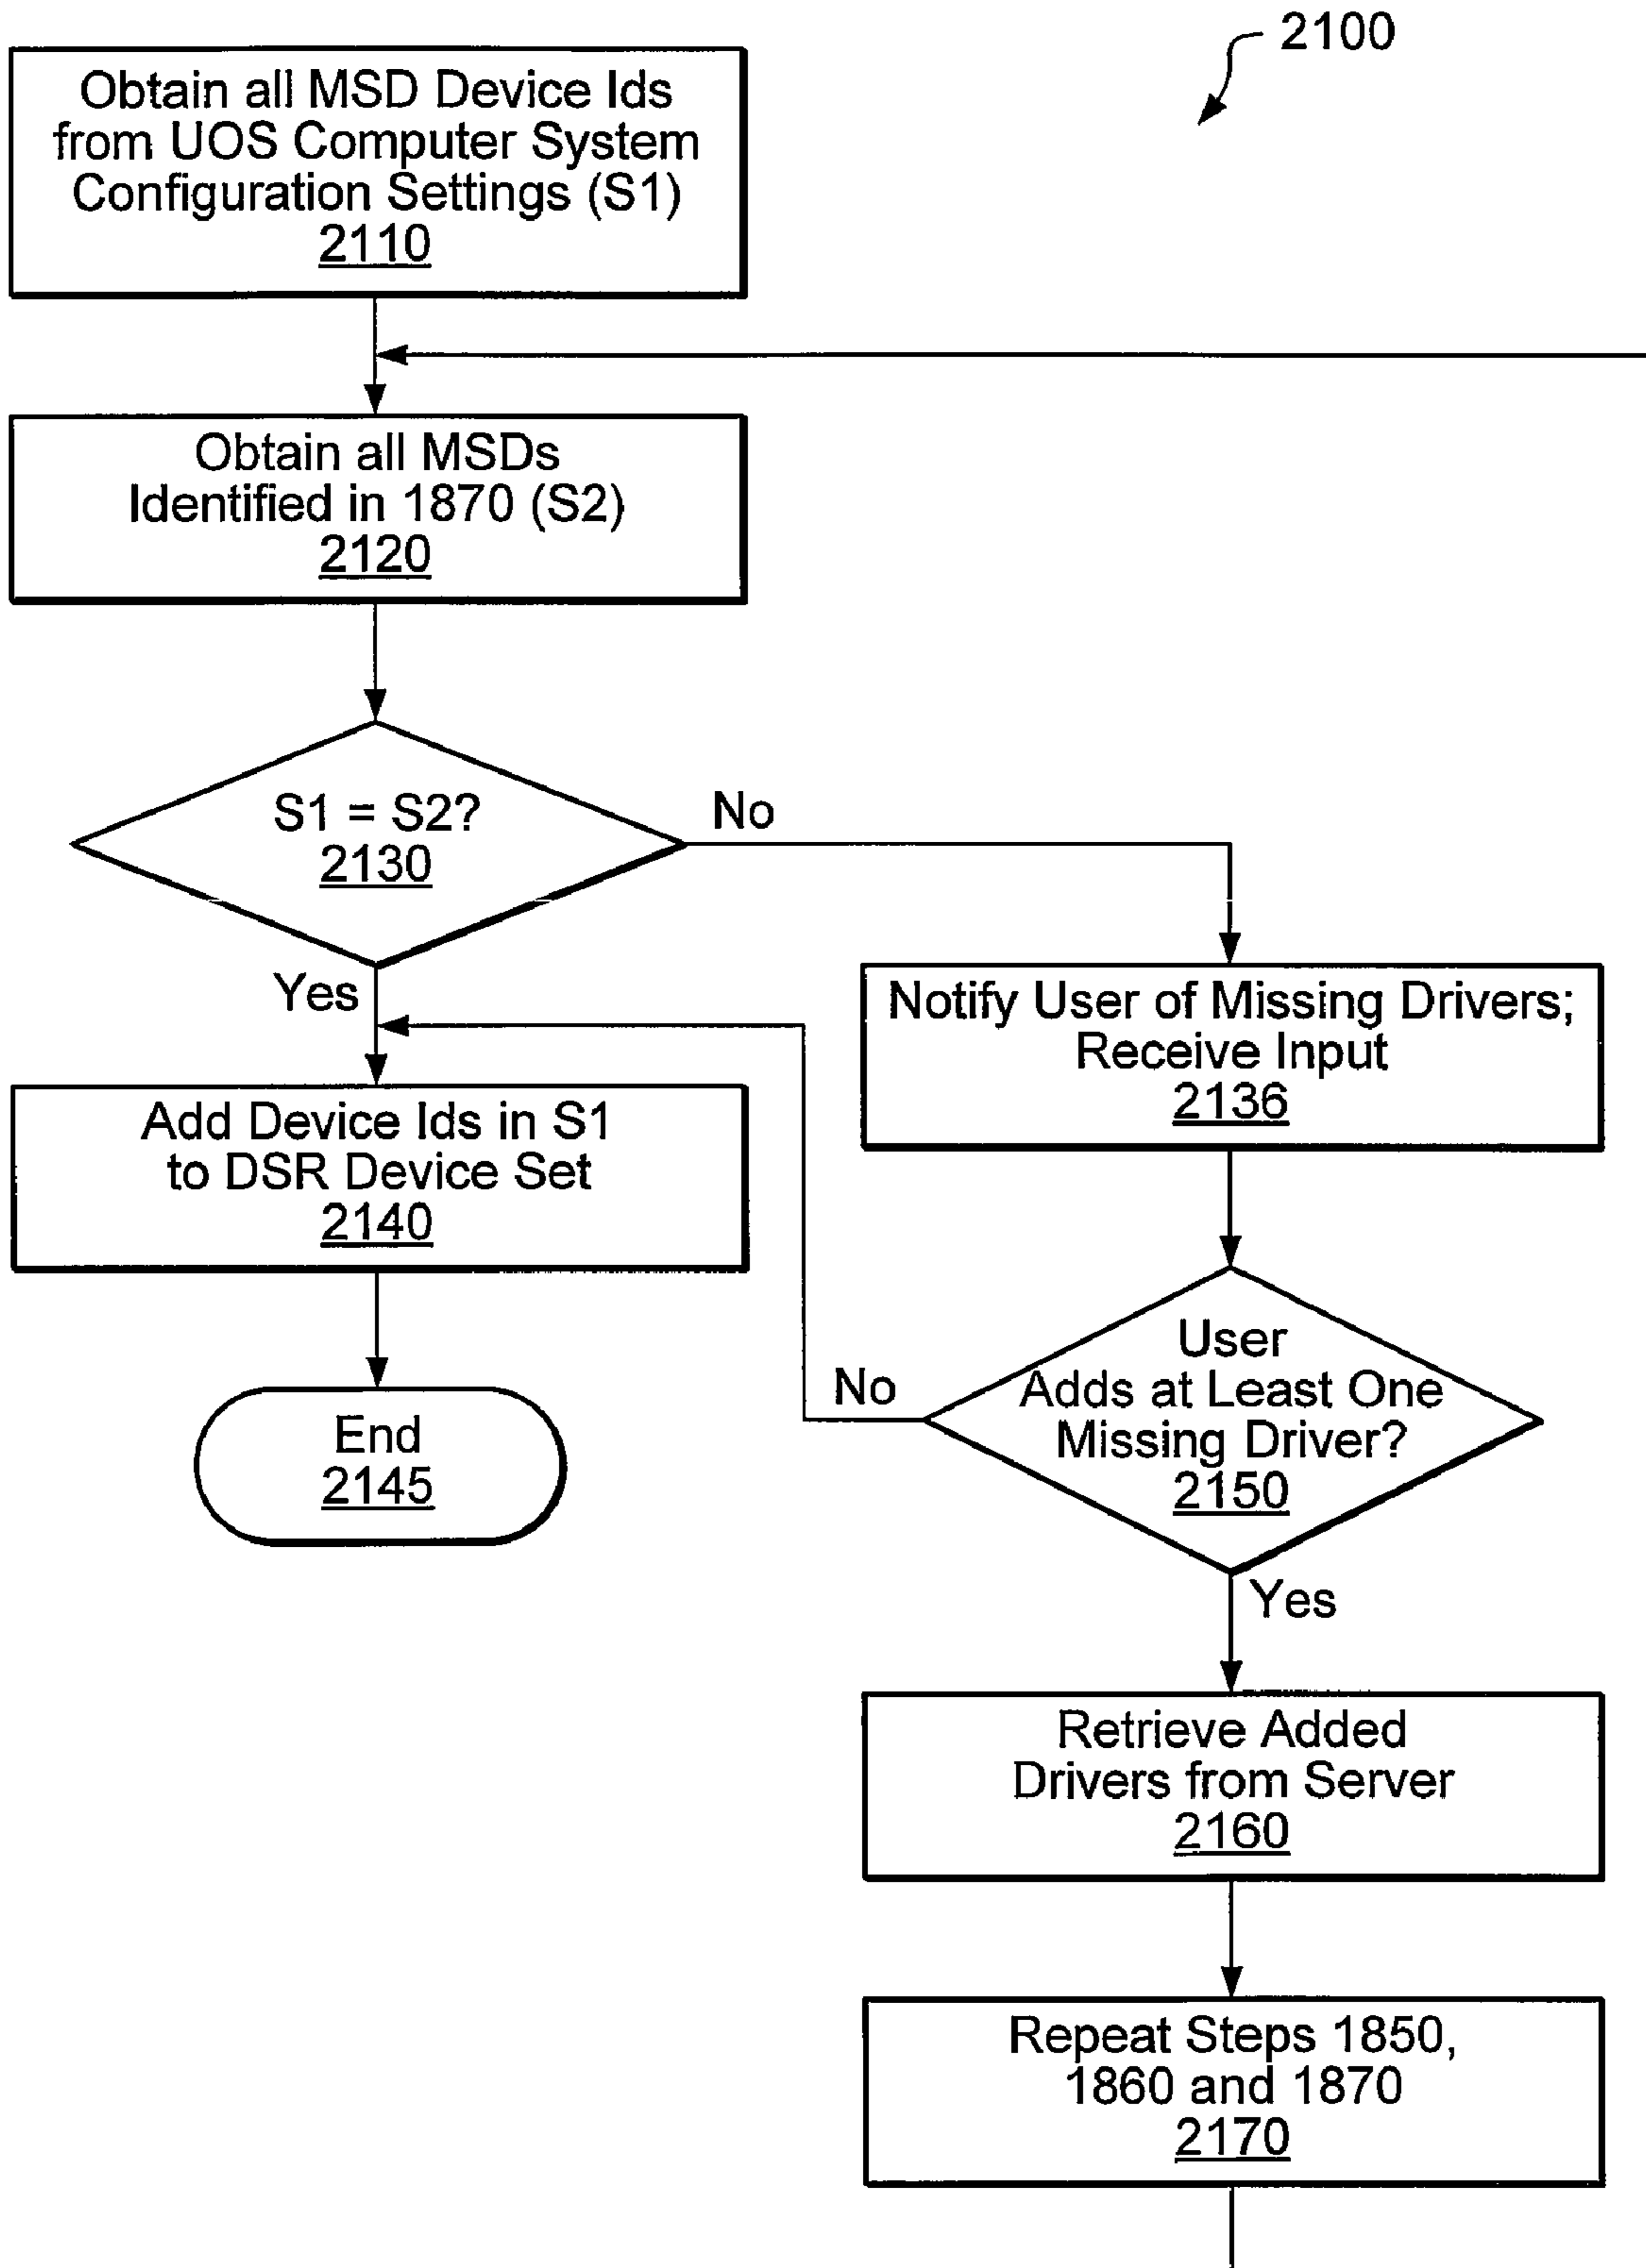 2100
Obtain all MSD Device Ids
from UOS Computer System
Configuration Settings (S1)
2110
Obtain all MSDs
Identified in 1870 (S2)
2120
S1 = S2?
2130
No
Yes
Notify User of Missing Drivers;
Receive Input
2136
Add Device Ids in S1
to DSR Device Set
2140
User
Adds at Least One
Missing Driver?
2150
No
End
2145
Yes
Retrieve Added
Drivers from Server
2160
Repeat Steps 1850,
1860 and 1870
2170